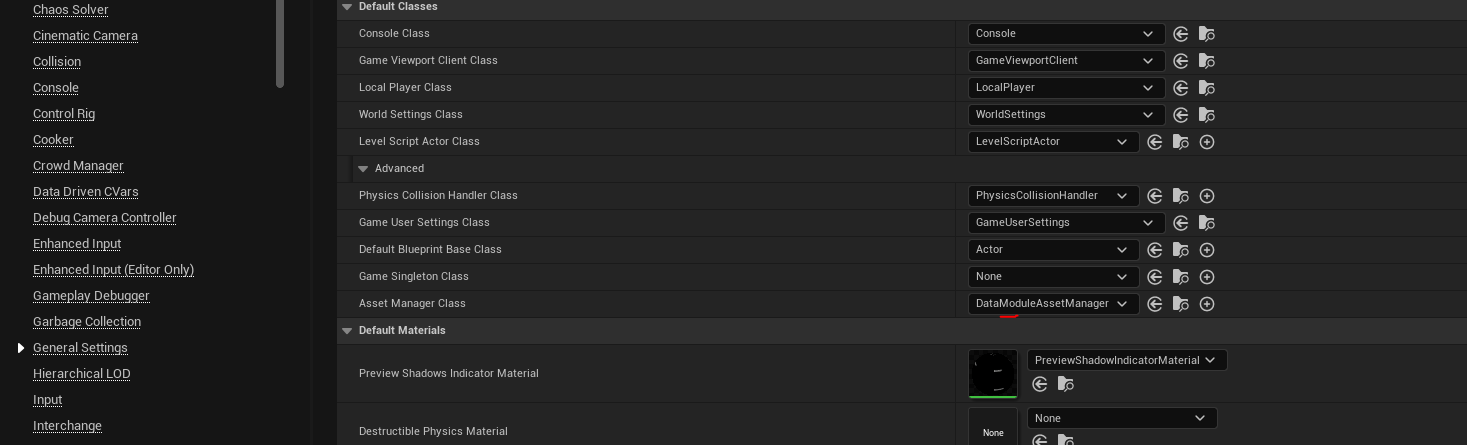 Chaos Solver
Cinematic Camera
Collision
Console
Control Rig
Cooker
Crowd Manager
Data Driven CVars
Debug Camera Controller
Enhanced Input
Enhanced Input (Editor Only)
Gameplay Debugger
Garbage Collection
General Settings
Hierarchical LOD
Input
Interchange
Default Classes
Console Class Console
Game Viewport Client Class GameViewportClient
Local Player Class LocalPlayer
World Settings Class WorldSettings
Level Script Actor Class LevelScriptActor
Advanced
Physics Collision Handler Class PhysicsCollisionHandler
Game User Settings Class GameUserSettings
Default Blueprint Base Class Actor
Game Singleton Class None
Asset Manager Class DataModuleAssetManager
Default Materials
Preview Shadows Indicator Material PreviewShadowIndicatorMaterial
Destructible Physics Material None None